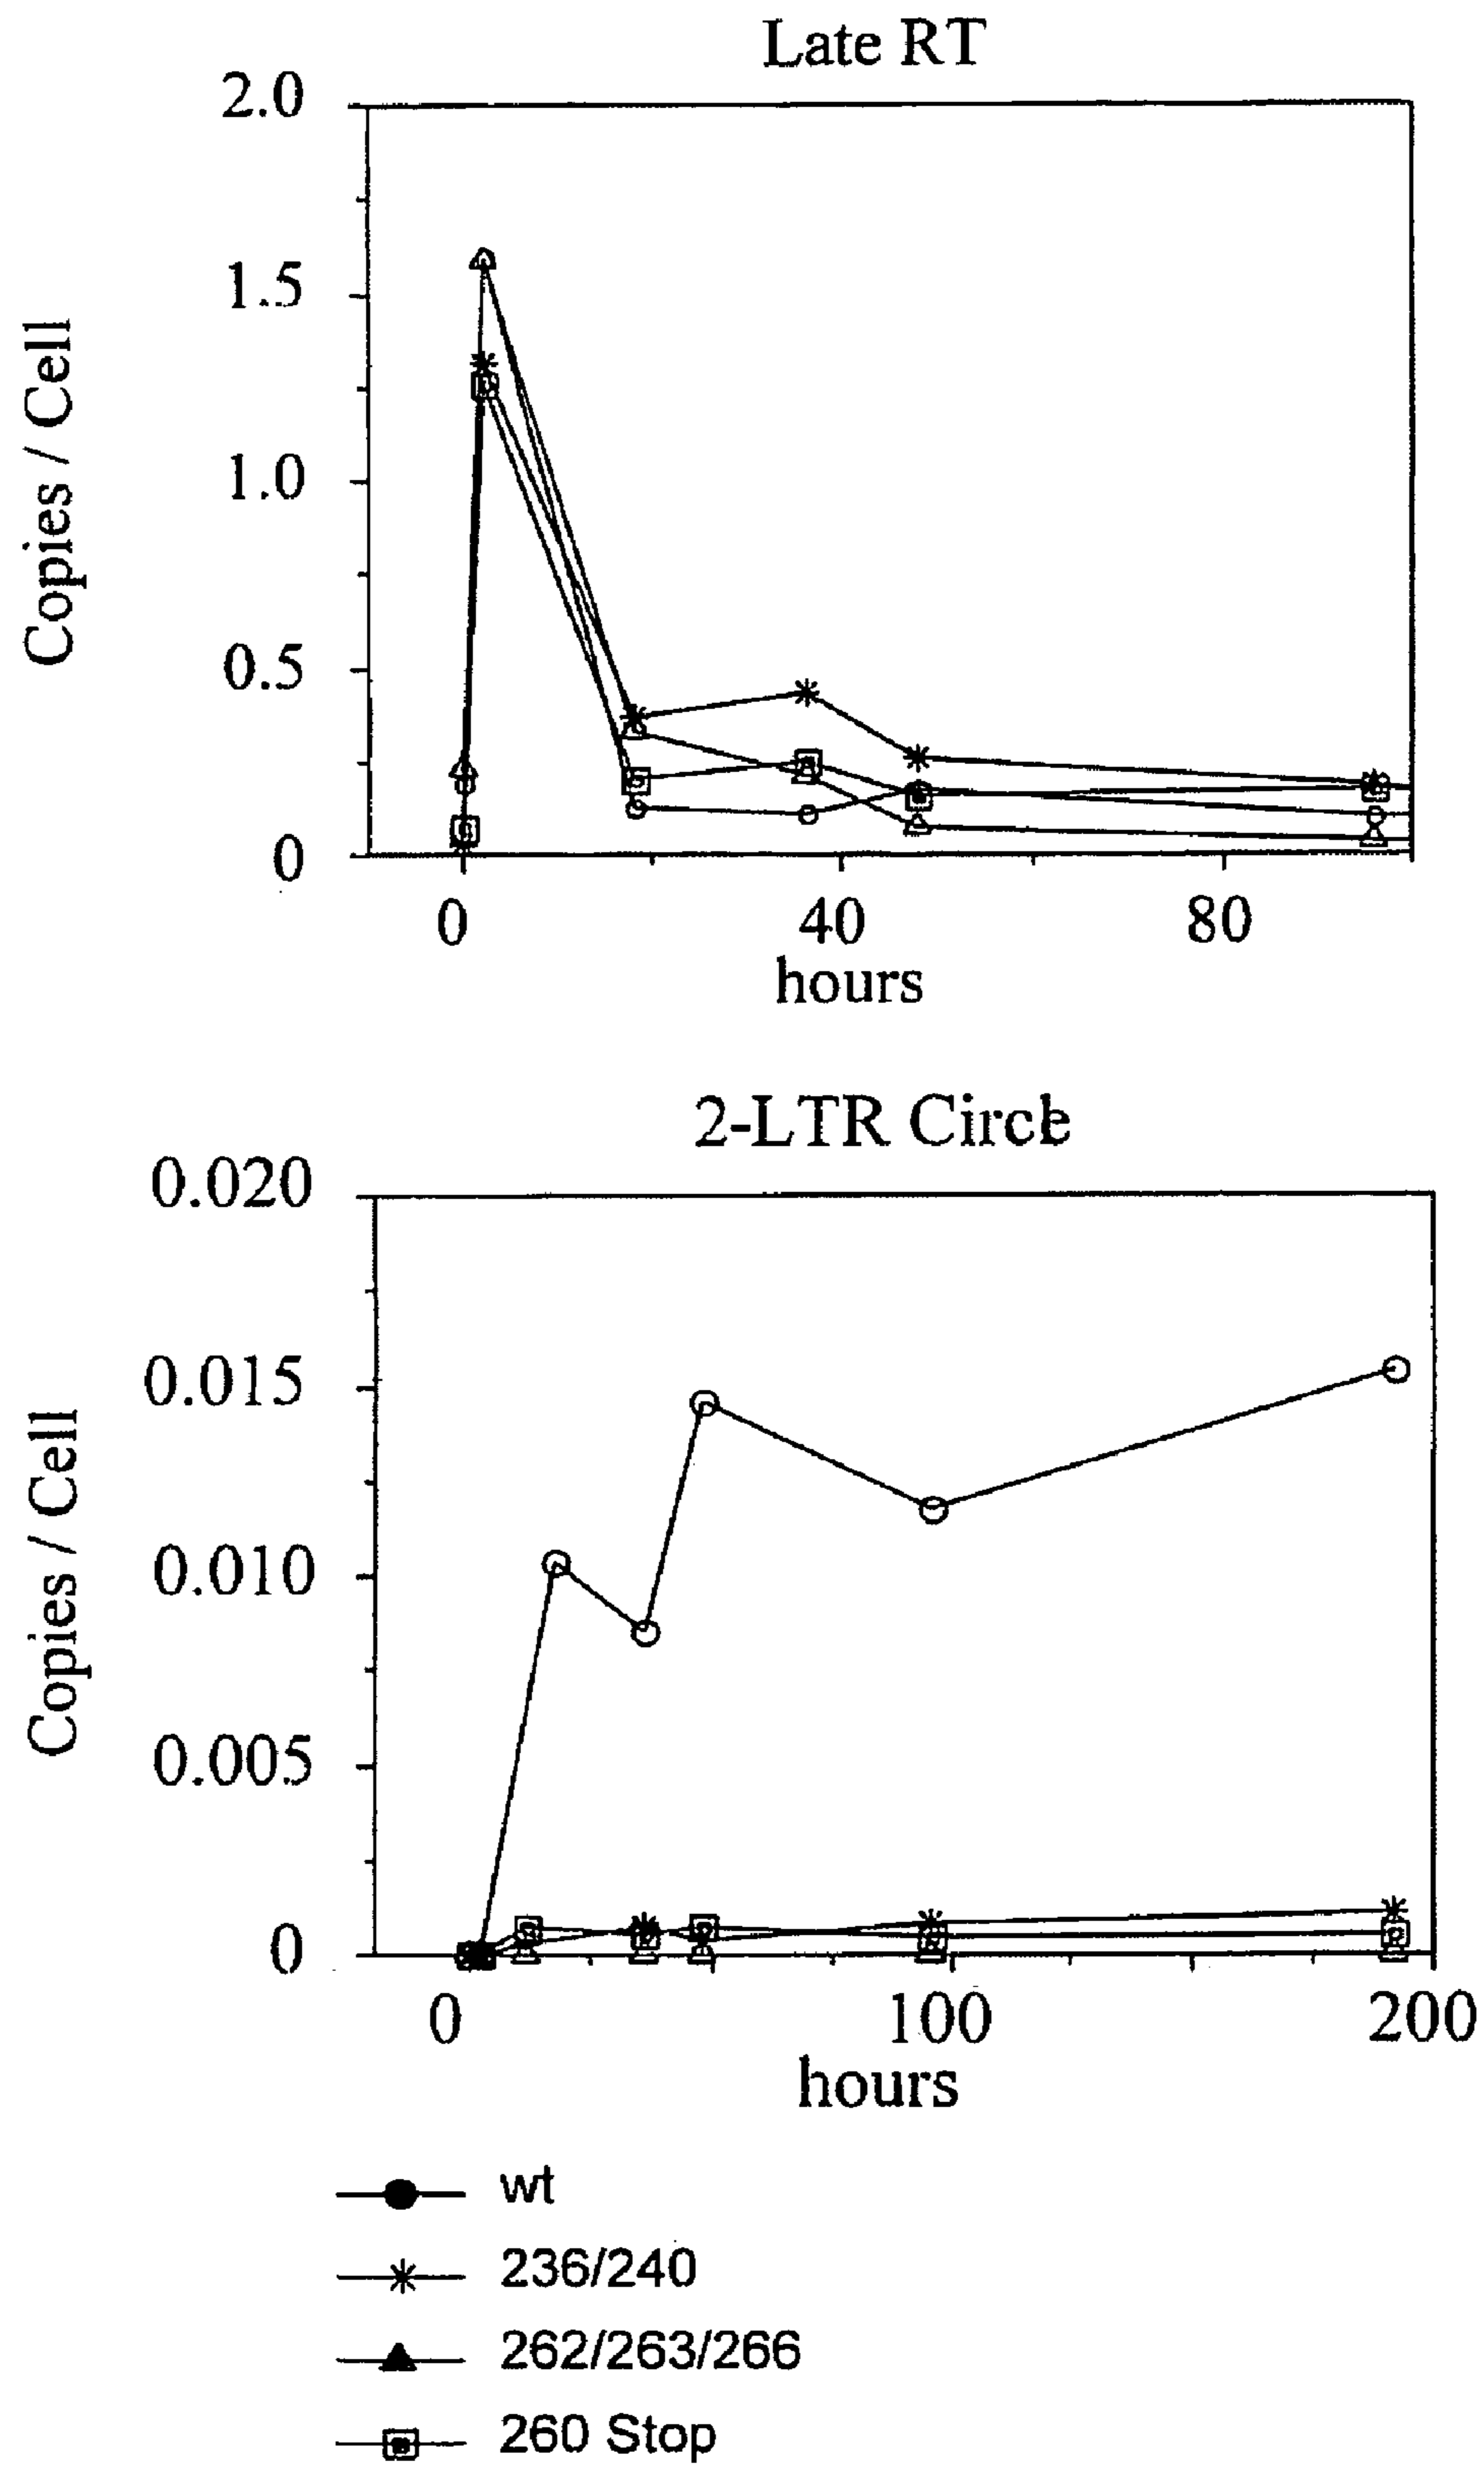 Late RT
2.0
1.5
1.0
0.5
0
Copies / Cell
0 40 80
hours
2-LTR Circle
0.020
0.015
0.010
0.005
0
Copies / Cell
0 100 200
hours
wt
236/240
262/263/266
260 Stop